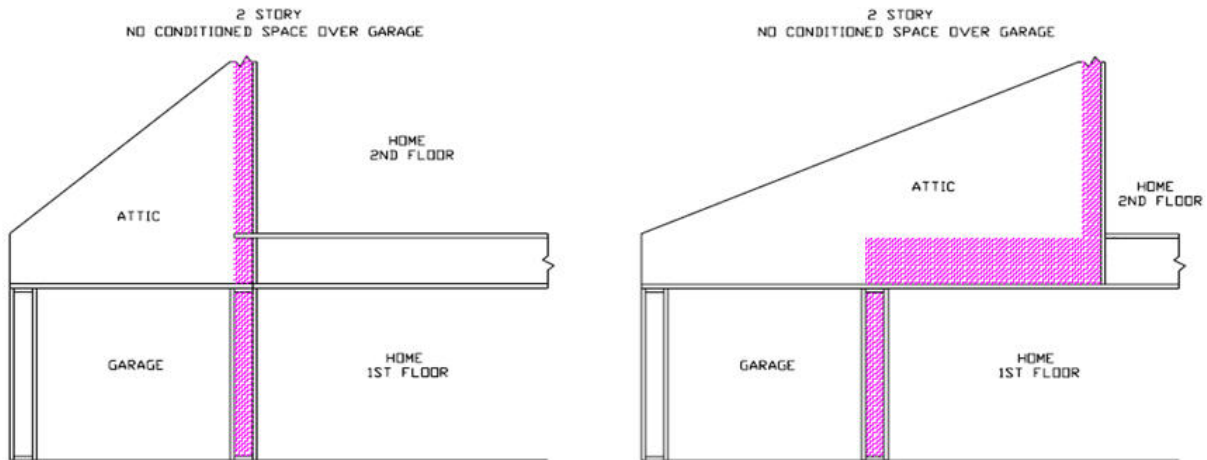 2 STORY
NO CONDITIONED SPACE OVER GARAGE
HOME
2ND FLOOR
ATTIC
GARAGE
HOME
1ST FLOOR
2 STORY
NO CONDITIONED SPACE OVER GARAGE
ATTIC
HOME
2ND FLOOR
GARAGE
HOME
1ST FLOOR